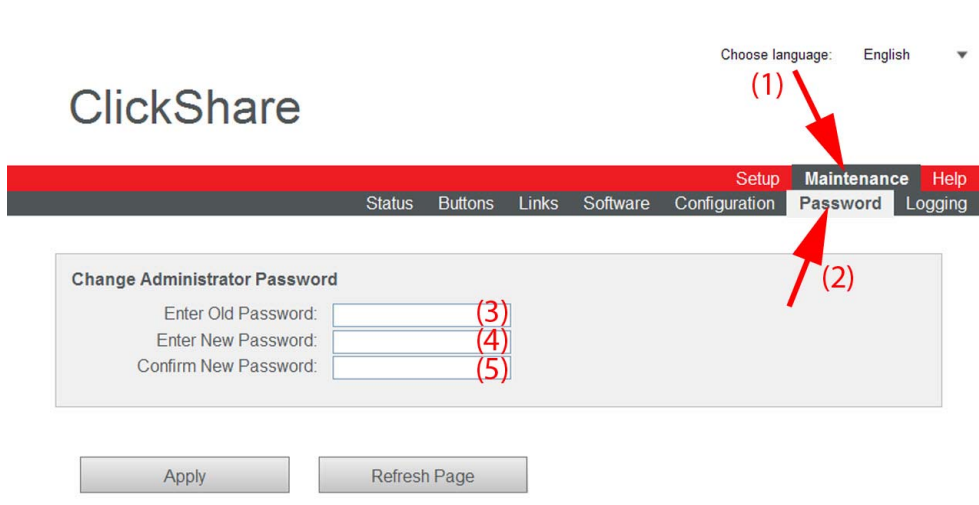 Choose language: English
(1)
ClickShare
Setup Maintenance Help
Status Buttons Links Software Configuration Password Logging
(2)
Change Administrator Password
Enter Old Password: (3)
Enter New Password: (4)
Confirm New Password: (5)
Apply Refresh Page